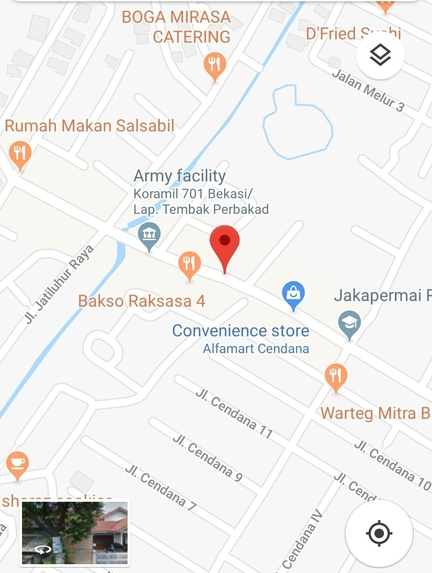 BOGA MIRASA
CATERING
D'Fried Sushi
Jalan Melur 3
Rumah Makan Salsabil
Army facility
Koramil 701 Bekasi/
Lap. Tembak Perbakad
Jl. Jatiluhur Raya
Bakso Raksasa 4
Jakapermai P
Convenience store
Alfamart Cendana
Warteg Mitra B
Jl. Cendana 11
Jl. Cendana 9
Jl. Cendana 10
Jl. Cendana 7
Jl. Cendana IV